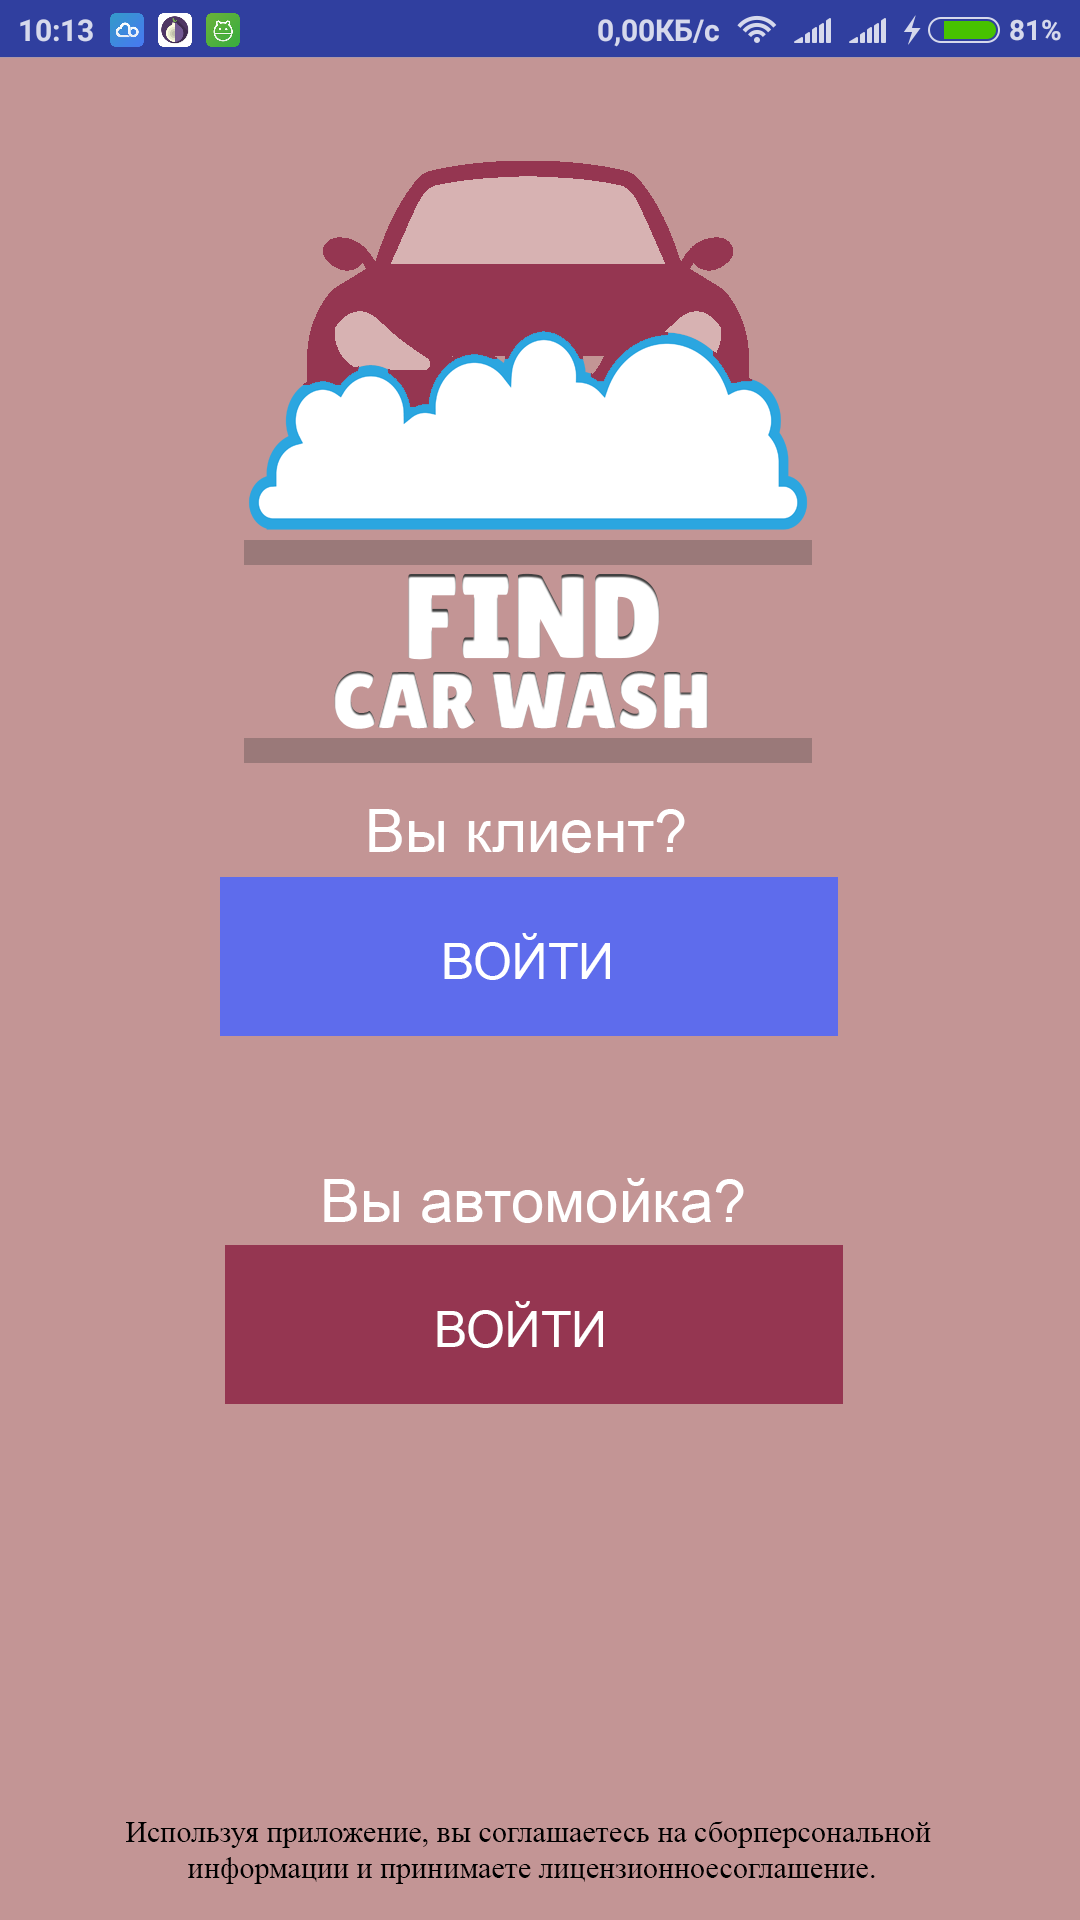 10:13 0,00КБ/с 81%
FIND
CAR WASH
Вы клиент?
ВОЙТИ
Вы автомойка?
ВОЙТИ
Используя приложение, вы соглашаетесь на сборперсональной
информации и принимаете лицензионноесоглашение.